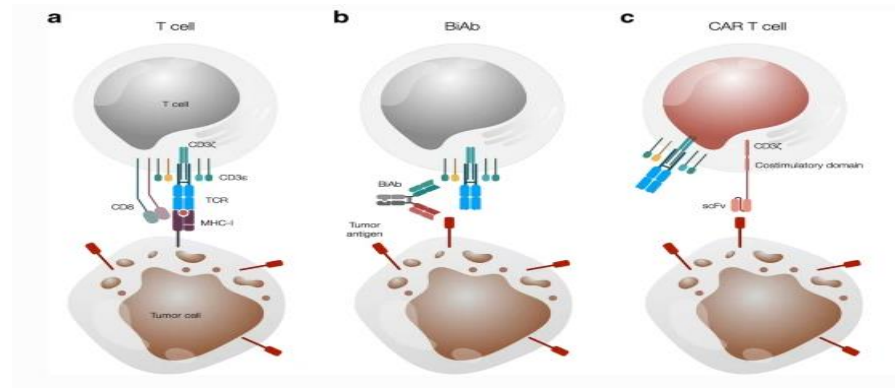 a
T cell
T cell
CD3ζ
CD3ε
TCR
CD8
MHC-I
Tumor cell
b
BiAb
BiAb
Tumor
antigen
c
CAR T cell
CD3ζ
Costimulatory domain
scFv